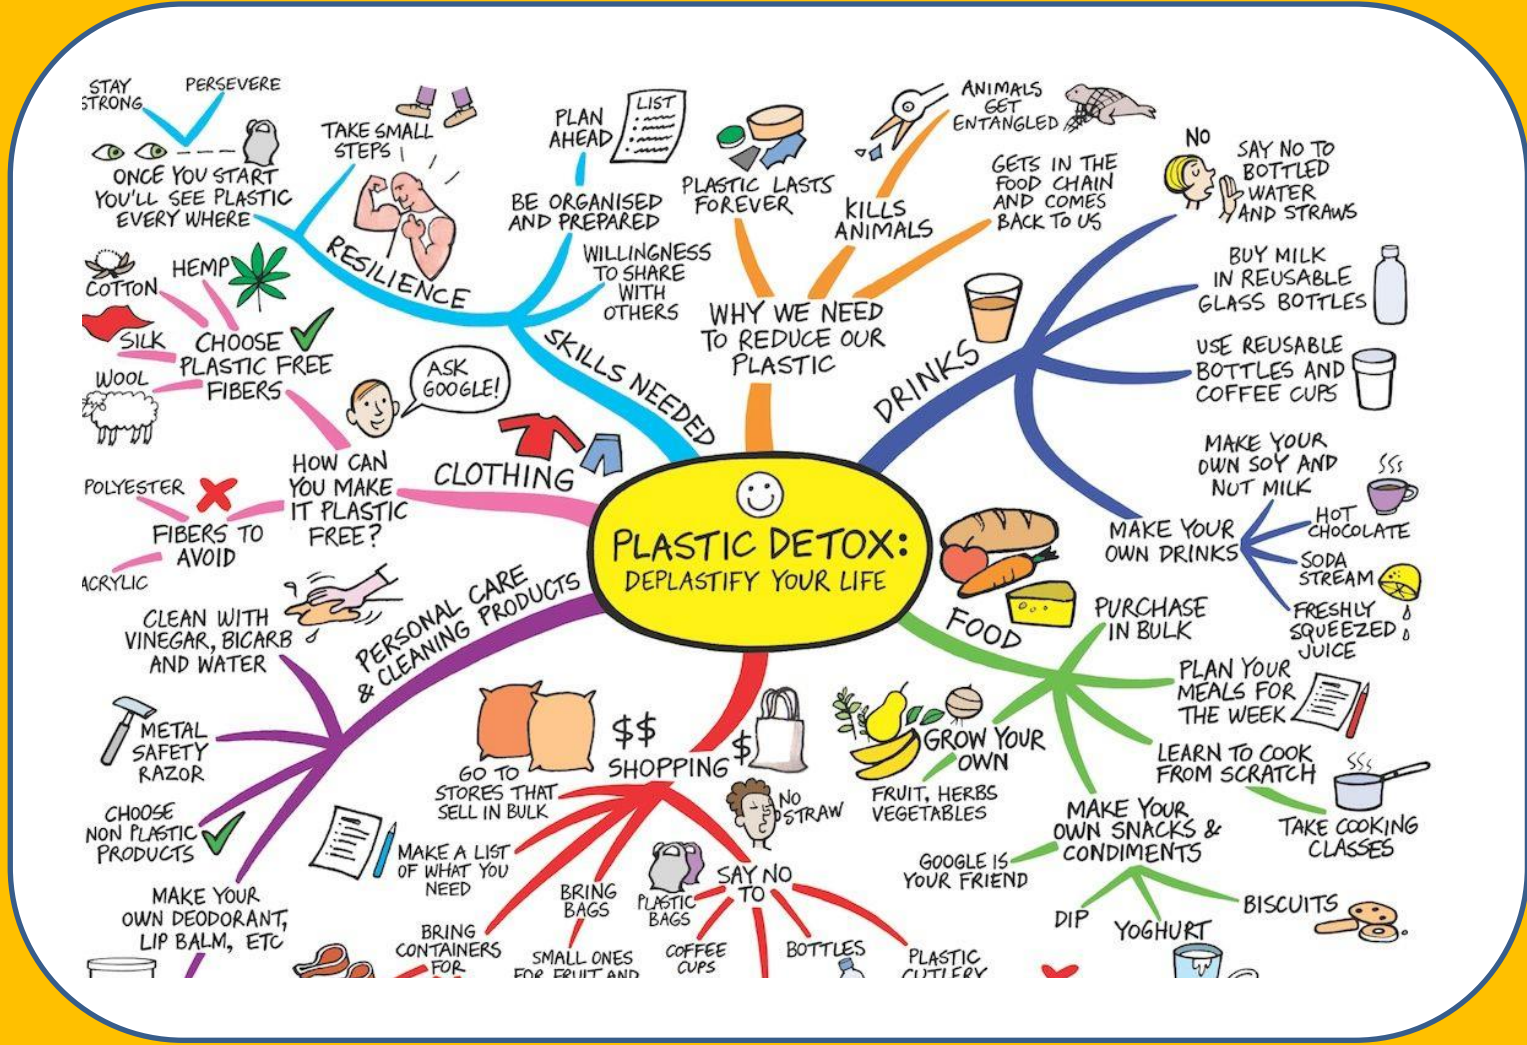 PLASTIC DETOX:
DEPLASTIFY YOUR LIFE
WHY WE NEED
TO REDUCE OUR
PLASTIC
PLASTIC LASTS
FOREVER
KILLS
ANIMALS
ANIMALS
GET
ENTANGLED
GETS IN THE
FOOD CHAIN
AND COMES
BACK TO US
DRINKS
NO
SAY NO TO
BOTTLED
WATER
AND STRAWS
BUY MILK
IN REUSABLE
GLASS BOTTLES
USE REUSABLE
BOTTLES AND
COFFEE CUPS
MAKE YOUR
OWN DRINKS
MAKE YOUR
OWN SOY AND
NUT MILK
HOT
CHOCOLATE
SODA
STREAM
FRESHLY
SQUEEZED
JUICE
FOOD
PURCHASE
IN BULK
PLAN YOUR
MEALS FOR
THE WEEK
LEARN TO COOK
FROM SCRATCH
TAKE COOKING
CLASSES
MAKE YOUR
OWN SNACKS &
CONDIMENTS
GOOGLE IS
YOUR FRIEND
DIP
YOGHURT
BISCUITS
GROW YOUR
OWN
FRUIT, HERBS
VEGETABLES
$$
$
SHOPPING
NO
STRAW
SAY NO
TO
PLASTIC
BAGS
COFFEE
CUPS
BOTTLES
PLASTIC
CUTLERY
BRING
BAGS
SMALL ONES
FOR FRUIT AND
BRING
CONTAINERS
FOR
MAKE A LIST
OF WHAT YOU
NEED
GO TO
STORES THAT
SELL IN BULK
PERSONAL CARE
& CLEANING PRODUCTS
CLEAN WITH
VINEGAR, BICARB
AND WATER
METAL
SAFETY
RAZOR
CHOOSE
NON PLASTIC
PRODUCTS
MAKE YOUR
OWN DEODORANT,
LIP BALM, ETC
CLOTHING
HOW CAN
YOU MAKE
IT PLASTIC
FREE?
ASK
GOOGLE!
CHOOSE
PLASTIC FREE
FIBERS
COTTON
HEMP
SILK
WOOL
FIBERS TO
AVOID
POLYESTER
ACRYLIC
SKILLS NEEDED
RESILIENCE
STAY
STRONG
PERSEVERE
ONCE YOU START
YOU'LL SEE PLASTIC
EVERY WHERE
TAKE SMALL
STEPS
BE ORGANISED
AND PREPARED
PLAN
AHEAD
LIST
WILLINGNESS
TO SHARE
WITH
OTHERS